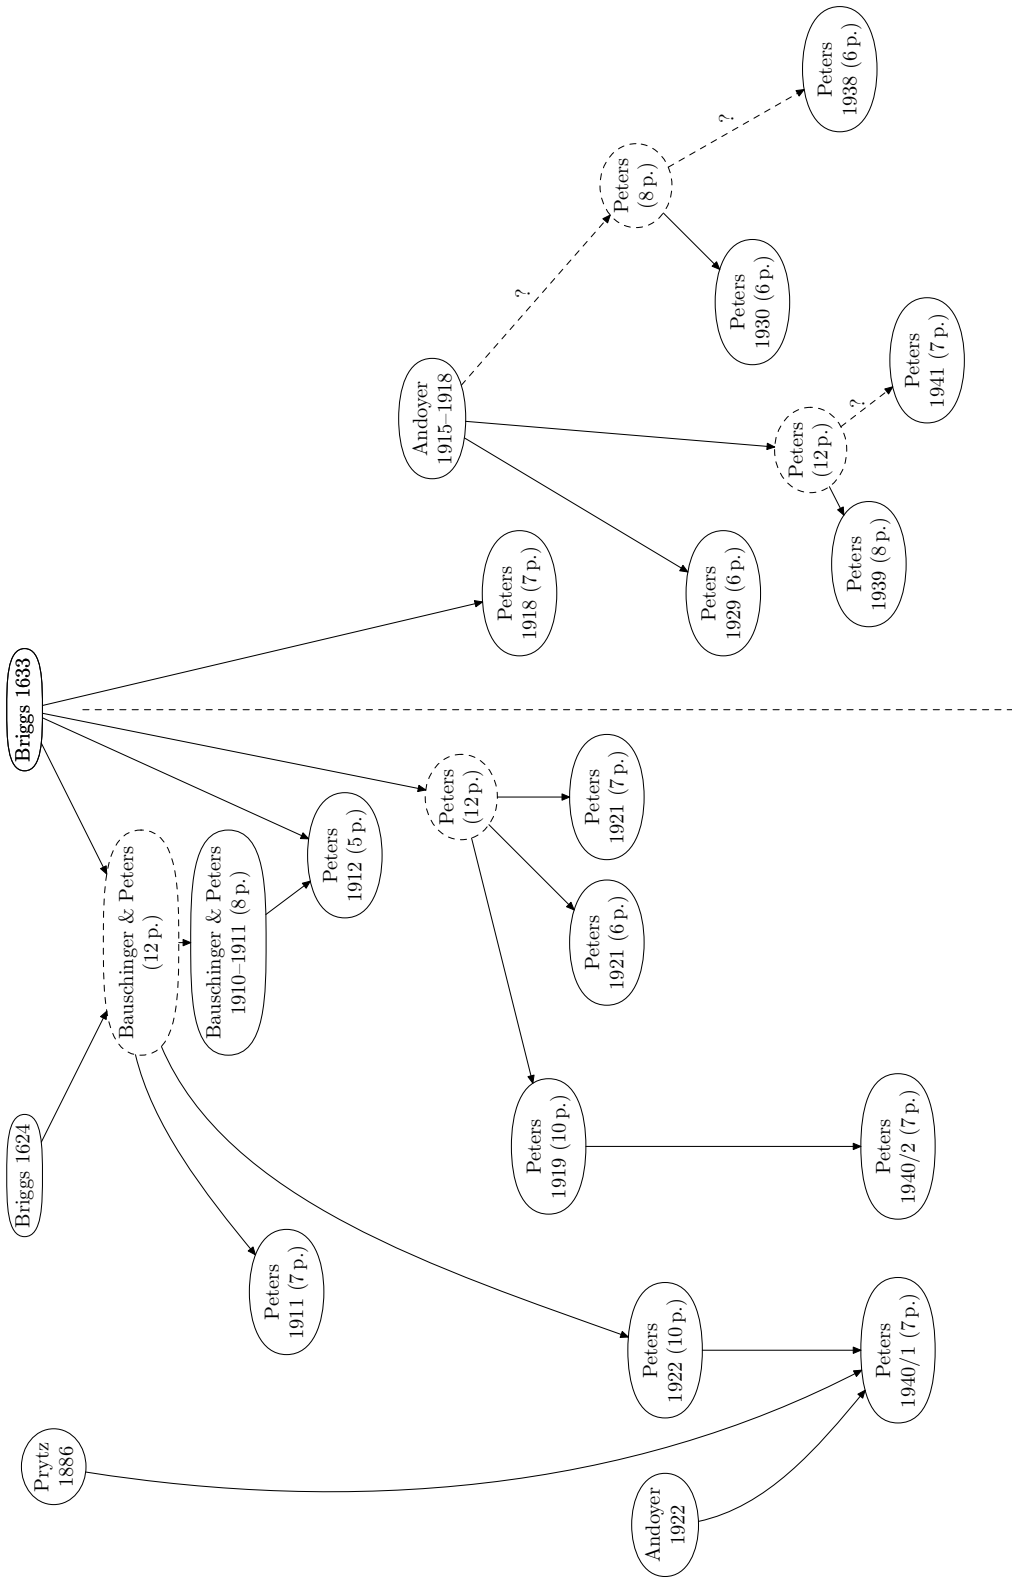 Prytz
1886
Briggs 1624
Briggs 1633
Bauschinger & Peters
(12 p.)
Bauschinger & Peters
1910–1911 (8 p.)
Peters
1911 (7 p.)
Peters
1912 (5 p.)
Andoyer
1915–1918
Peters
(12 p.)
Peters
1918 (7 p.)
?
Peters
1919 (10 p.)
Peters
1921 (6 p.)
Peters
1921 (7 p.)
Peters
(8 p.)
Andoyer
1922
Peters
1922 (10 p.)
Peters
1929 (6 p.)
Peters
1930 (6 p.)
?
Peters
(12 p.)
Peters
1938 (6 p.)
?
Peters
1939 (8 p.)
Peters
1940/1 (7 p.)
Peters
1940/2 (7 p.)
Peters
1941 (7 p.)